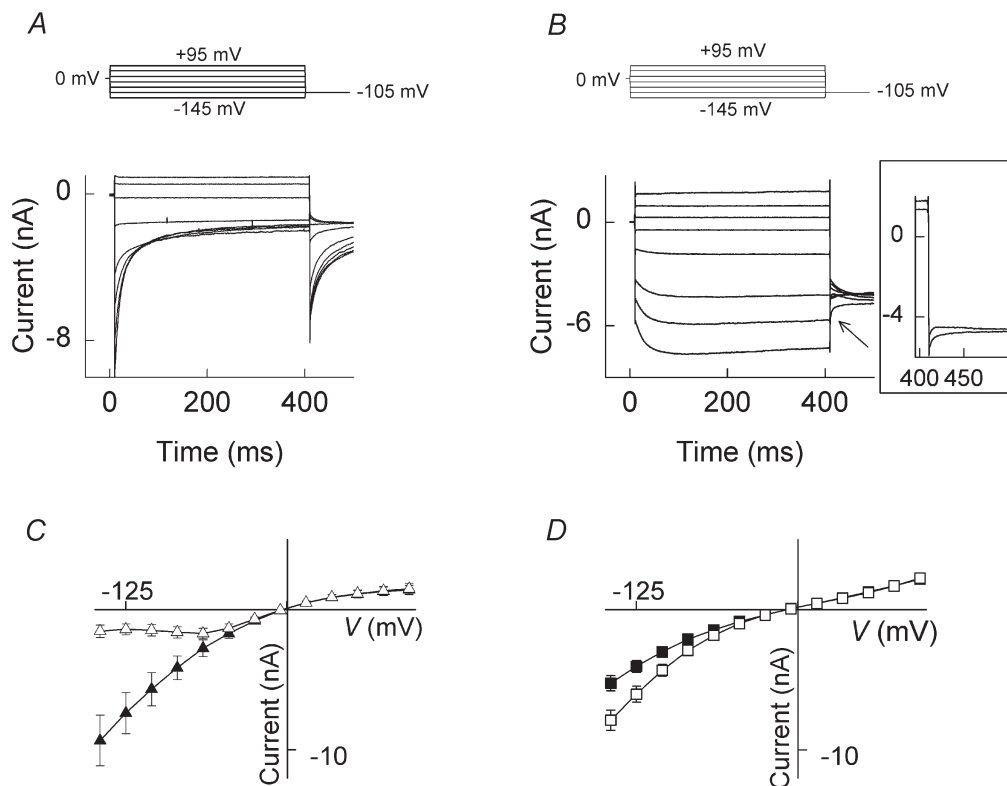 A
+95 mV
0 mV
-105 mV
-145 mV
0
-8
Current (nA)
0
200
400
Time (ms)
B
+95 mV
0 mV
-105 mV
-145 mV
0
-6
Current (nA)
0
200
400
Time (ms)
0
-4
400
450
C
-125
V (mV)
Current (nA)
-10
D
-125
V (mV)
Current (nA)
-10